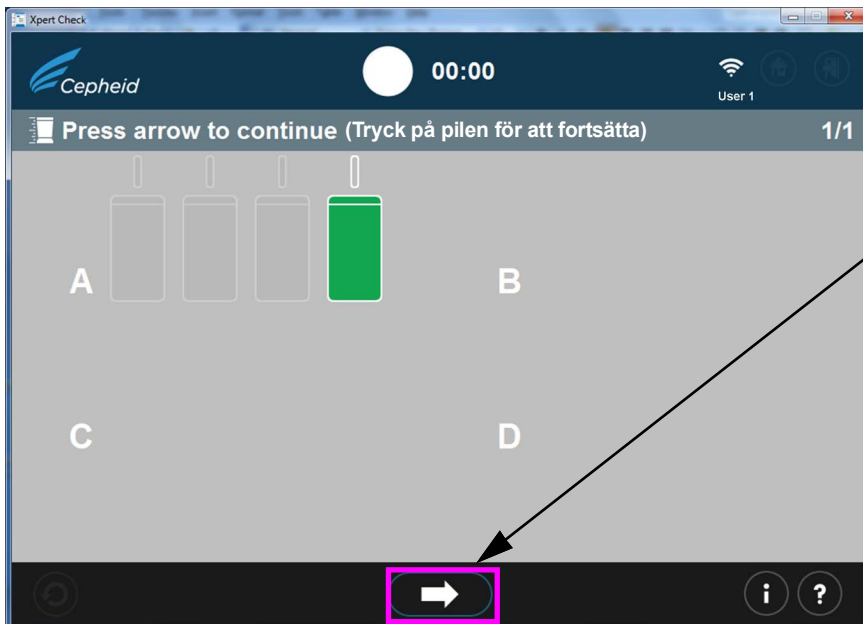 Xpert Check
Cepheid
00:00
User 1
Press arrow to continue (Tryck på pilen för att fortsätta)
1/1
A
B
C
D
i
?